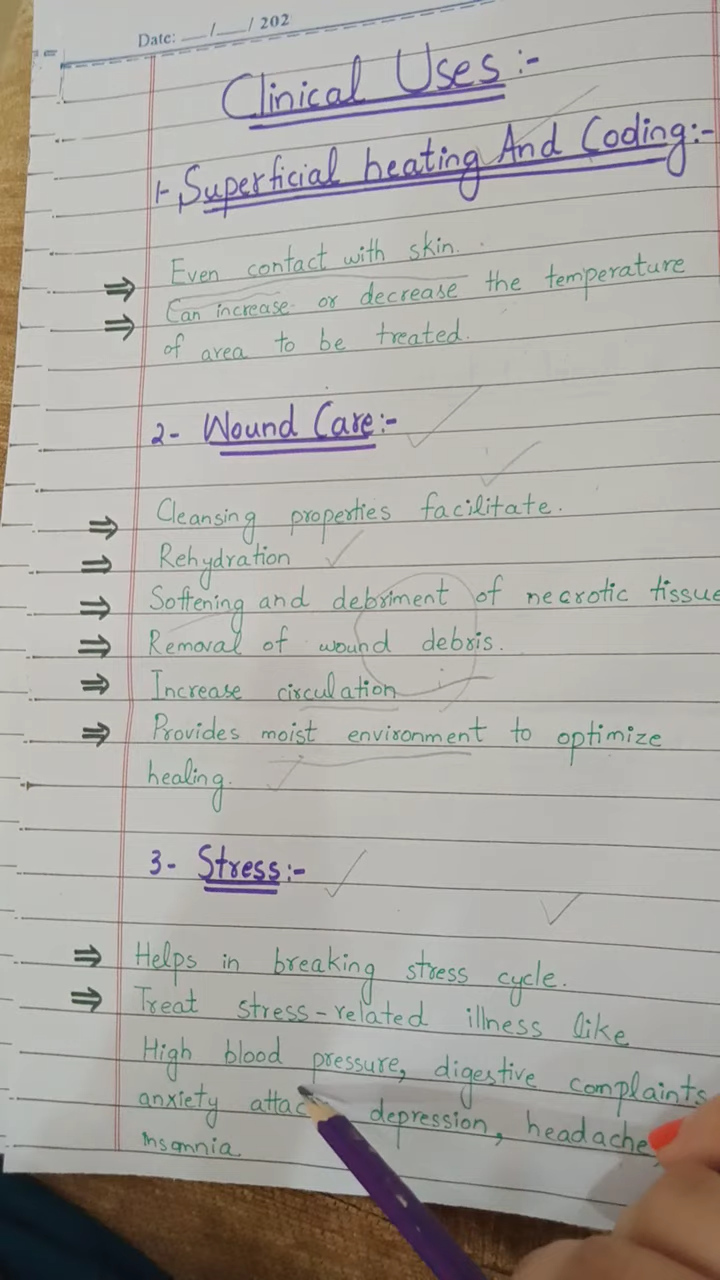 Date: __/__/ 202
Clinical Uses:-
1-, Superficial heating And Coding:-
Even contact with skin.
Can increase or decrease the temperature
of area to be treated.
2- Wound Care:-
Cleansing properties facilitate.
Rehydration
Softening and debriment of necrotic tissue
Removal of wound debris.
Increase circulation
Provides moist environment to optimize
healing.
3- Stress:-
Helps in breaking stress cycle.
Treat stress-related illness like
High blood pressure, digestive complaints,
anxiety attac depression, headache,
Insomnia.